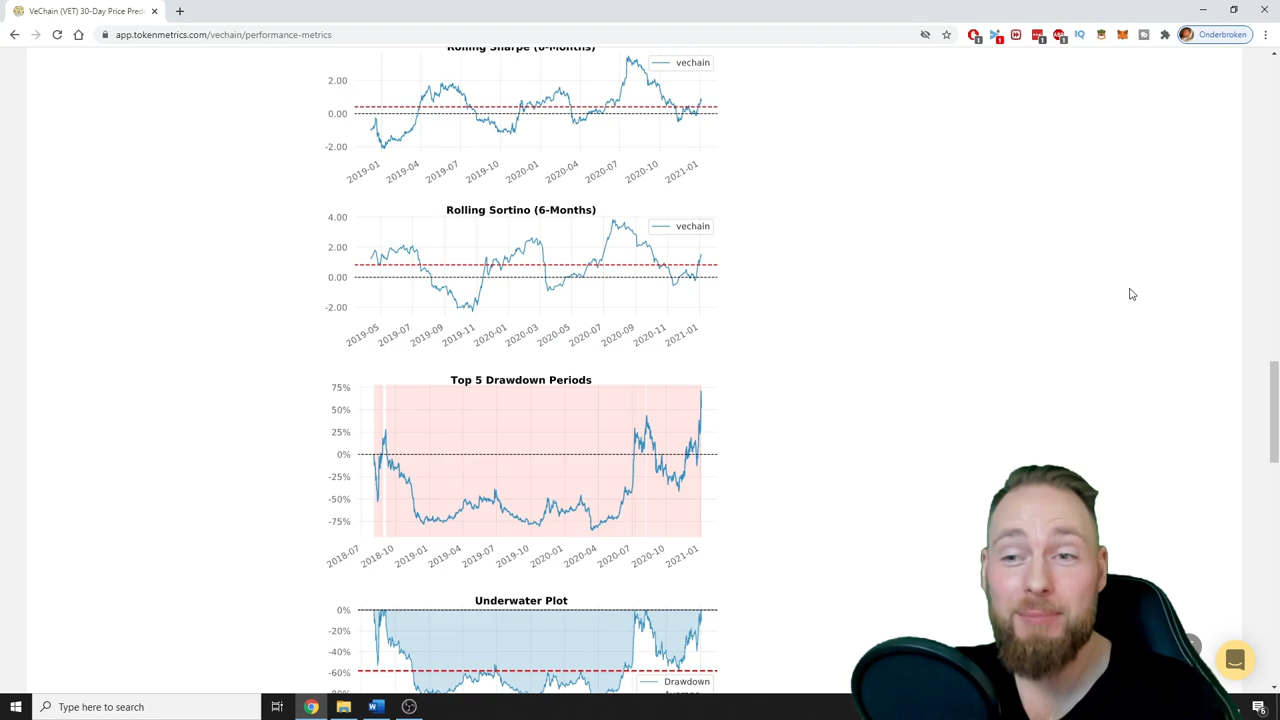 VeChain (VET) 30-Day Price Predi
app.tokenmetrics.com/vechain/performance-metrics
Onderbroken
Rolling Sharpe (6-Months)
vechain
2.00
0.00
-2.00
2019-01 2019-04 2019-07 2019-10 2020-01 2020-04 2020-07 2020-10 2021-01
Rolling Sortino (6-Months)
vechain
4.00
2.00
0.00
-2.00
2019-05 2019-07 2019-09 2019-11 2020-01 2020-03 2020-05 2020-07 2020-09 2020-11 2021-01
Top 5 Drawdown Periods
75%
50%
25%
0%
-25%
-50%
-75%
2018-07 2018-10 2019-01 2019-04 2019-07 2019-10 2020-01 2020-04 2020-07 2020-10 2021-01
Underwater Plot
0%
-20%
-40%
-60%
Drawdown
Type here to search